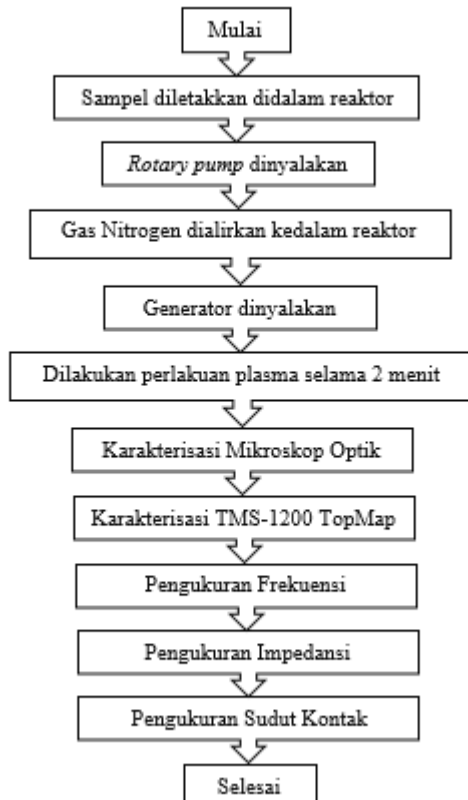 Mulai
Sampel diletakkan didalam reaktor
Rotary pump dinyalakan
Gas Nitrogen dialirkan kedalam reaktor
Generator dinyalakan
Dilakukan perlakuan plasma selama 2 menit
Karakterisasi Mikroskop Optik
Karakterisasi TMS-1200 TopMap
Pengukuran Frekuensi
Pengukuran Impedansi
Pengukuran Sudut Kontak
Selesai